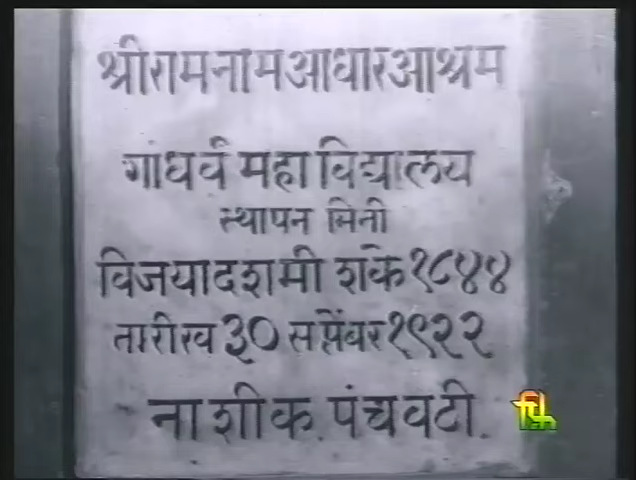 श्रीरामनामआधारआश्रम
गांधर्व महाविद्यालय
स्थापन मिती
विजयादशमी शके १८४४
तारीख ३० सप्टेंबर १९२२
नाशीक. पंचवटी.